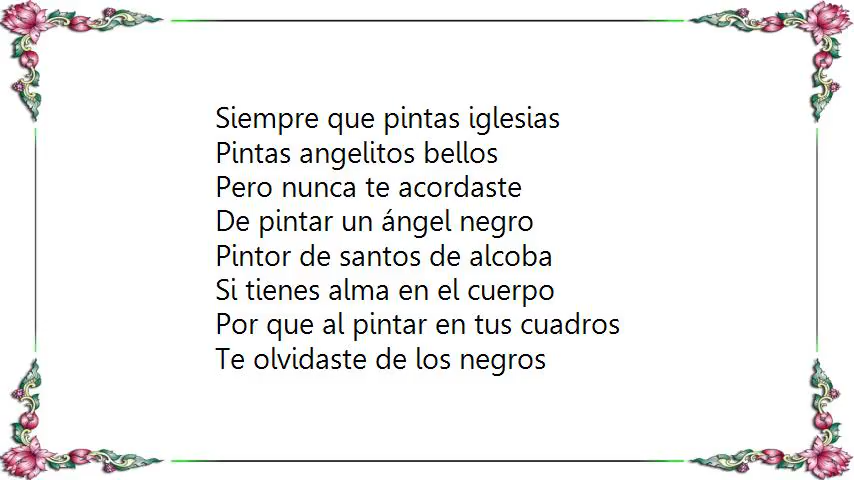 Siempre que pintas iglesias
Pintas angelitos bellos
Pero nunca te acordaste
De pintar un ángel negro
Pintor de santos de alcoba
Si tienes alma en el cuerpo
Por que al pintar en tus cuadros
Te olvidaste de los negros